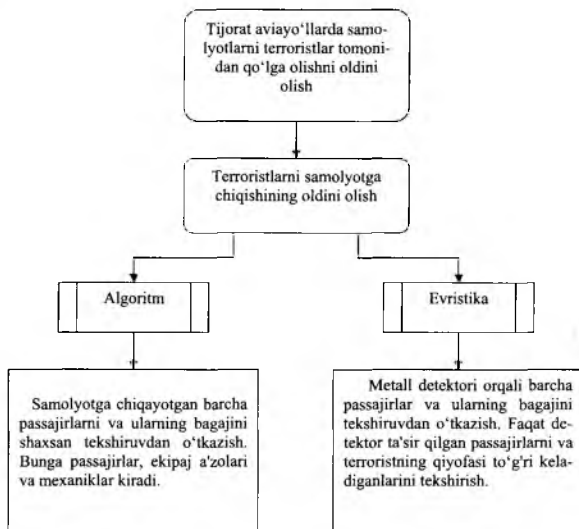 Tijorat aviayo‘llarda samo-
lyotlarni terroristlar tomoni-
dan qo‘lga olishni oldini
olish
Terroristlarni samolyotga
chiqishining oldini olish
Algoritm
Evristika
Samolyotga chiqayotgan barcha
passajirlarni va ularning bagajini
shaxsan tekshiruvdan o‘tkazish.
Bunga passajirlar, ekipaj a'zolari
va mexaniklar kiradi.
Metall detektori orqali barcha
passajirlar va ularning bagajini
tekshiruvdan o‘tkazish. Faqat de-
tektor ta'sir qilgan passajirlarni va
terroristning qiyofasi to‘g'ri kela-
diganlarini tekshirish.